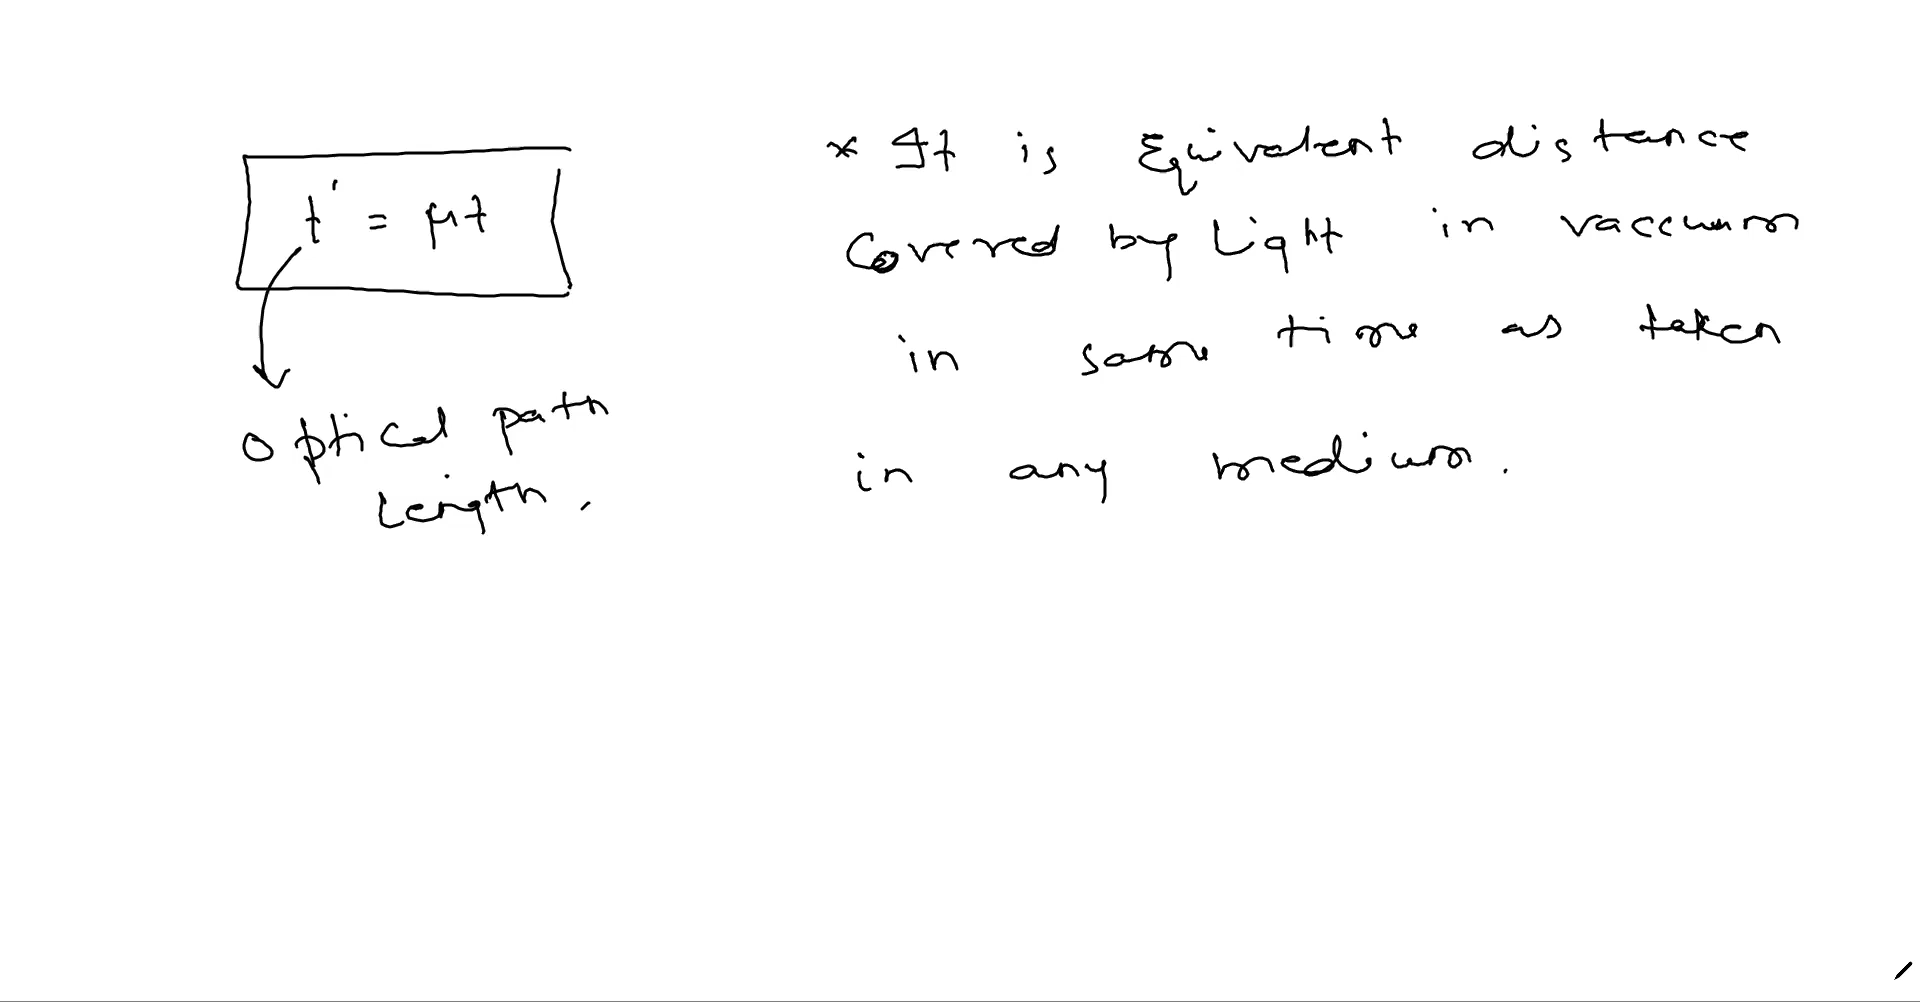 t' = μt
Optical path
Length.
* It is Equivalent distance
Covered by Light in vaccuum
in same time as taken
in any medium.